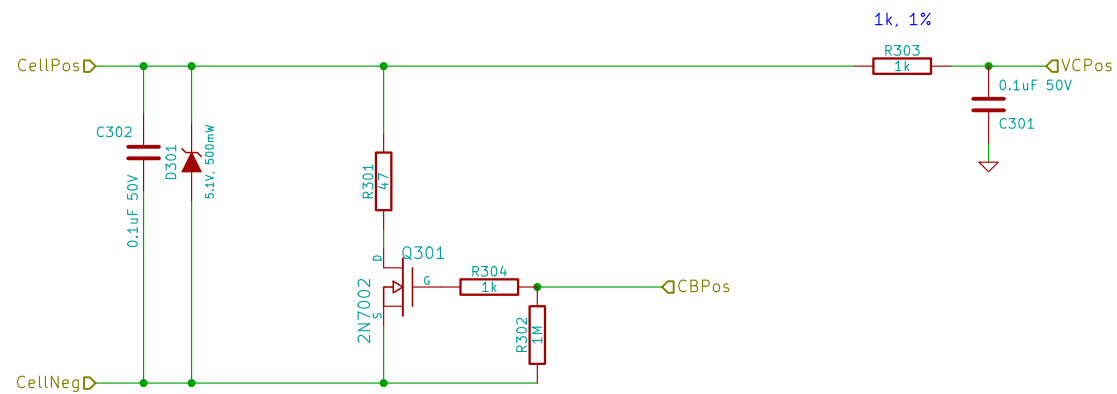 1k, 1%
CellPos
R303
1k
VCPos
0.1uF 50V
C301
C302
0.1uF 50V
D301
5.1V, 500mW
R301
47
Q301
D
G
S
2N7002
R304
1k
CBPos
R302
1M
CellNeg